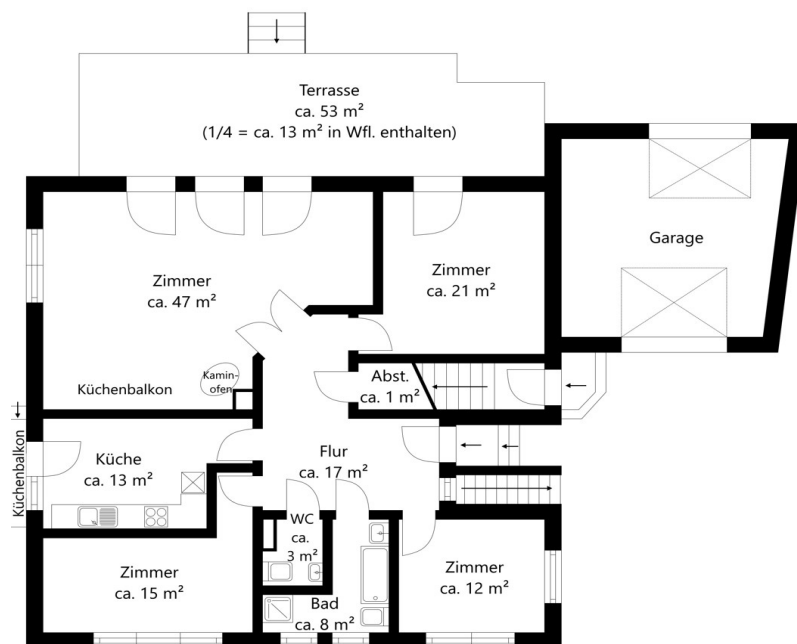 Terrasse
ca. 53 m²
(1/4 = ca. 13 m² in Wfl. enthalten)
Garage
Zimmer
ca. 47 m²
Zimmer
ca. 21 m²
Kamin-
ofen
Küchenbalkon
Abst.
ca. 1 m²
Küchenbalkon
Küche
ca. 13 m²
Flur
ca. 17 m²
WC
ca.
3 m²
Zimmer
ca. 15 m²
Zimmer
ca. 12 m²
Bad
ca. 8 m²